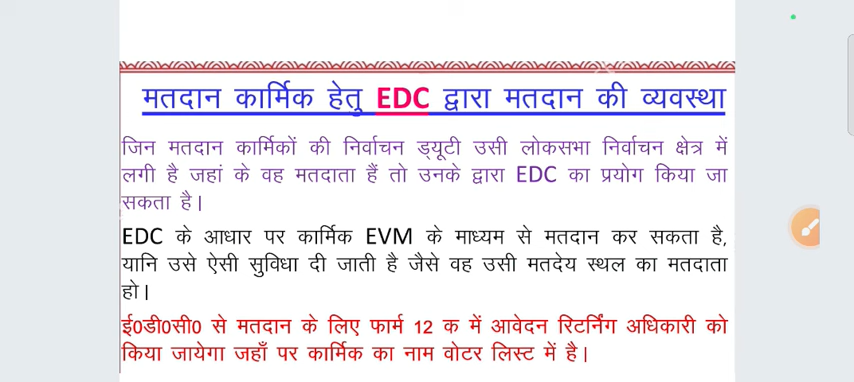 मतदान कार्मिक हेतु EDC द्वारा मतदान की व्यवस्था
जिन मतदान कार्मिकों की निर्वाचन ड्यूटी उसी लोकसभा निर्वाचन क्षेत्र में
लगी है जहां के वह मतदाता हैं तो उनके द्वारा EDC का प्रयोग किया जा
सकता है।
EDC के आधार पर कार्मिक EVM के माध्यम से मतदान कर सकता है,
यानि उसे ऐसी सुविधा दी जाती है जैसे वह उसी मतदेय स्थल का मतदाता
हो।
ई0डी0सी0 से मतदान के लिए फार्म 12 क में आवेदन रिटर्निंग अधिकारी को
किया जायेगा जहाँ पर कार्मिक का नाम वोटर लिस्ट में है।